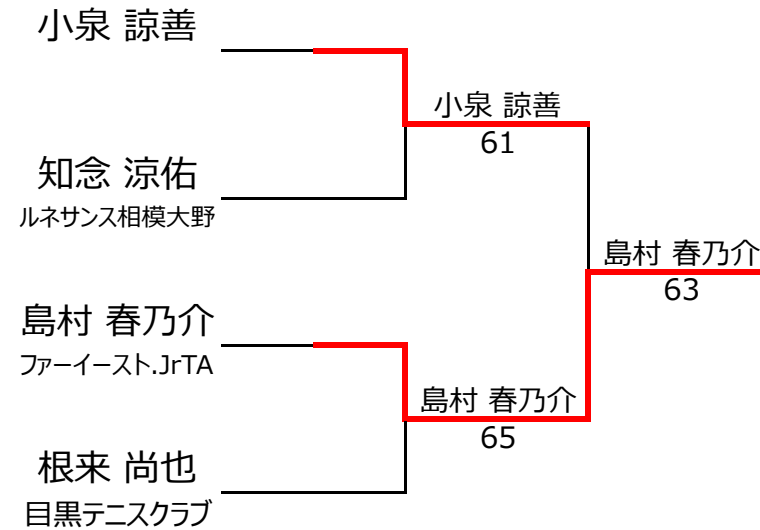 小泉 諒善
小泉 諒善
61
知念 涼佑
ルネサンス相模大野
島村 春乃介
63
島村 春乃介
ファーイースト.JrTA
島村 春乃介
65
根来 尚也
目黒テニスクラブ